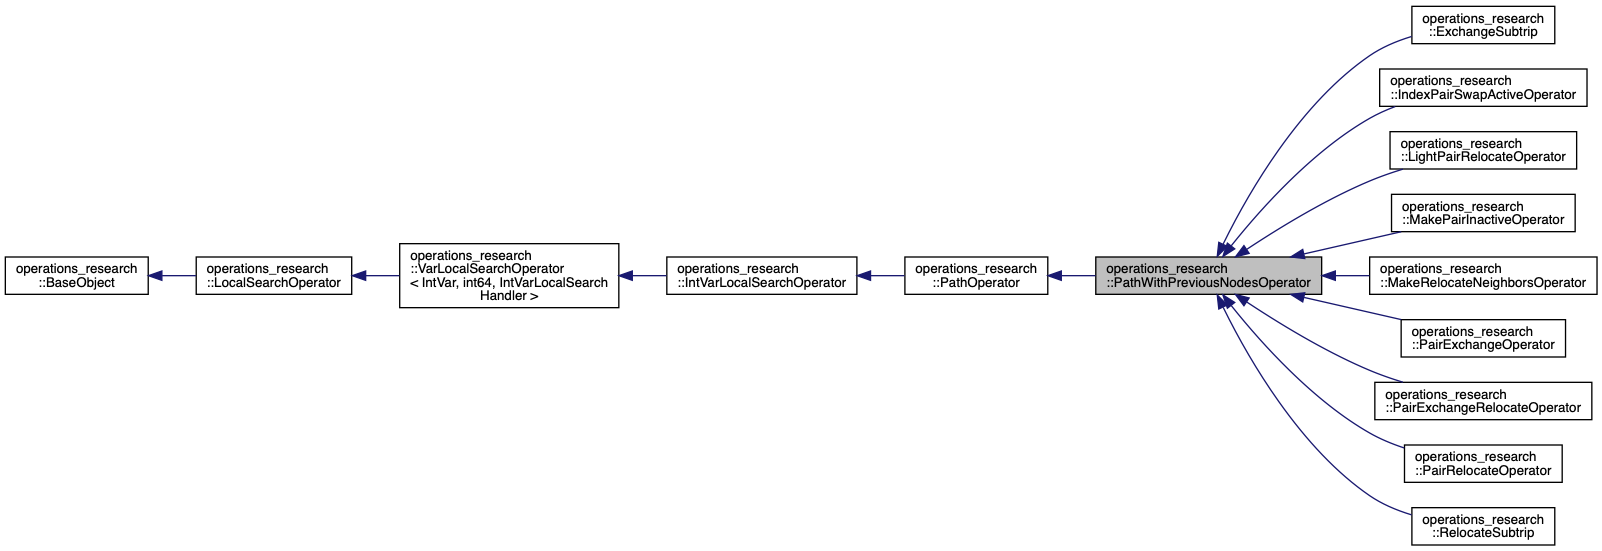 operations_research
::BaseObject
operations_research
::LocalSearchOperator
operations_research
::VarLocalSearchOperator
< IntVar, int64, IntVarLocalSearch
Handler >
operations_research
::IntVarLocalSearchOperator
operations_research
::PathOperator
operations_research
::PathWithPreviousNodesOperator
operations_research
::ExchangeSubtrip
operations_research
::IndexPairSwapActiveOperator
operations_research
::LightPairRelocateOperator
operations_research
::MakePairInactiveOperator
operations_research
::MakeRelocateNeighborsOperator
operations_research
::PairExchangeOperator
operations_research
::PairExchangeRelocateOperator
operations_research
::PairRelocateOperator
operations_research
::RelocateSubtrip